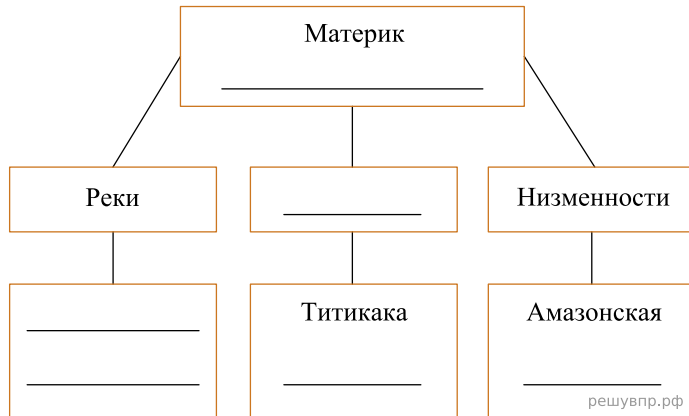 Материк
Реки
Низменности
Титикака
Амазонская
решувпр.рф